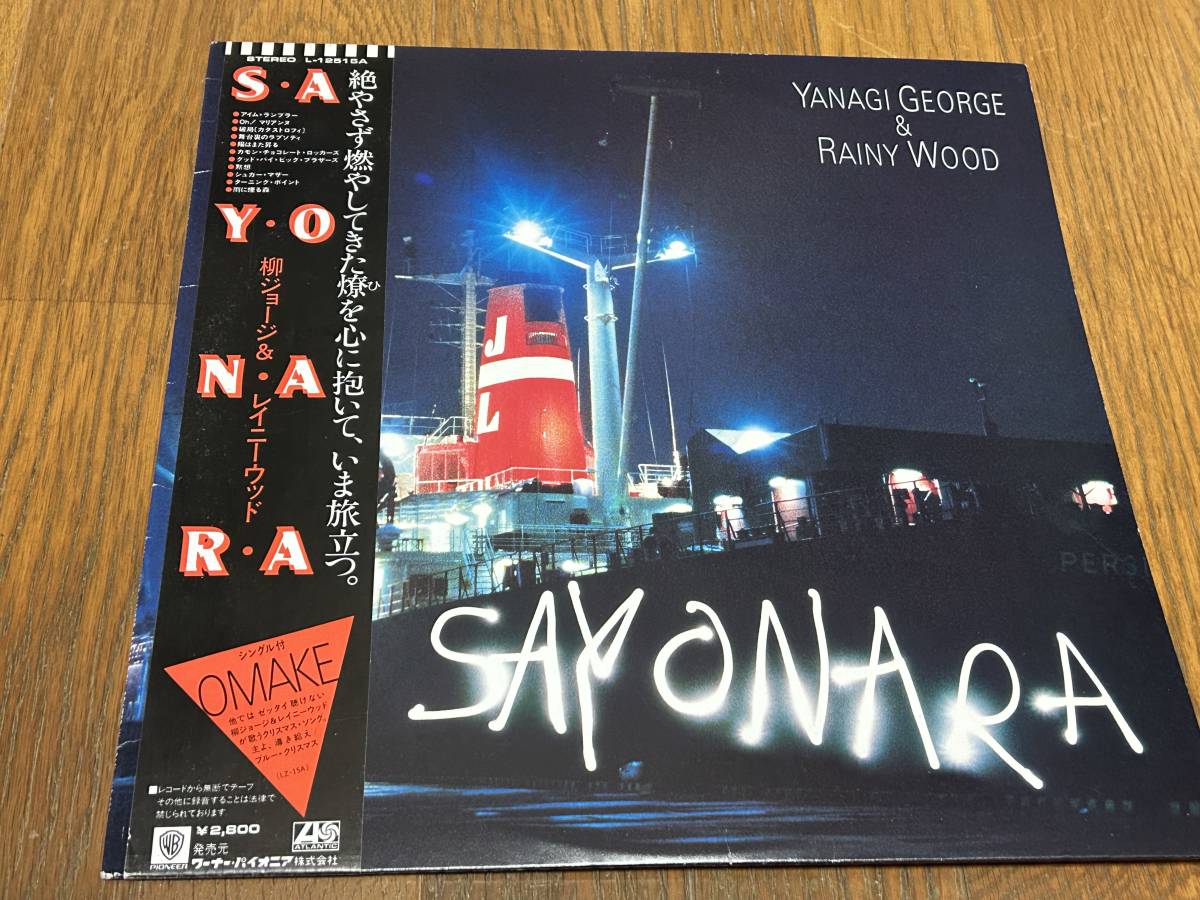 STEREO L-12515A
S·A
Y·O
N·A
R·A
●アイム・ランブラー
●Oh! マリアンヌ
●破局(カタストロフィ)
●舞台裏のラプソティ
●陽はまた昇る
●カモン・チョコレート・ロッカーズ
●グッド・バイ・ビック・ブラザーズ
●黙想
●シュガー・マザー
●ターニング・ポイント
●雨に煙る森
絶やさず燃やしてきた燎を心に抱いて、いま旅立つ。
ひ
柳ジョージ&・レイニーウッド
シングル付
OMAKE
他では ゼッタイ 聴けない
柳ジョージ&レイニーウッド
が歌うクリスマス・ソング。
主よ、導き給え
ブルー・クリスマス
(LZ-15A)
■レコードから無断でテープ
その他に録音することは法律で
禁じられております。
¥2,800
WB
PIONEER
発売元
ワーナー・パイオニア株式会社
ATLANTIC
YANAGI GEORGE
&
RAINY WOOD
J
L
PERSI
SAYONARA